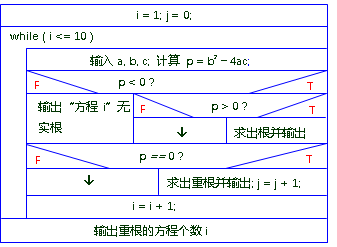 i = 1; j = 0;
while ( i <= 10 )
输入 a, b, c; 计算 p = b² − 4ac;
p < 0 ?
F
T
输出 “方程 i” 无
实根
p > 0 ?
F
T
↓
求出根并输出
p == 0 ?
F
T
↓
求出重根并输出; j = j + 1;
i = i + 1;
输出重根的方程个数 i